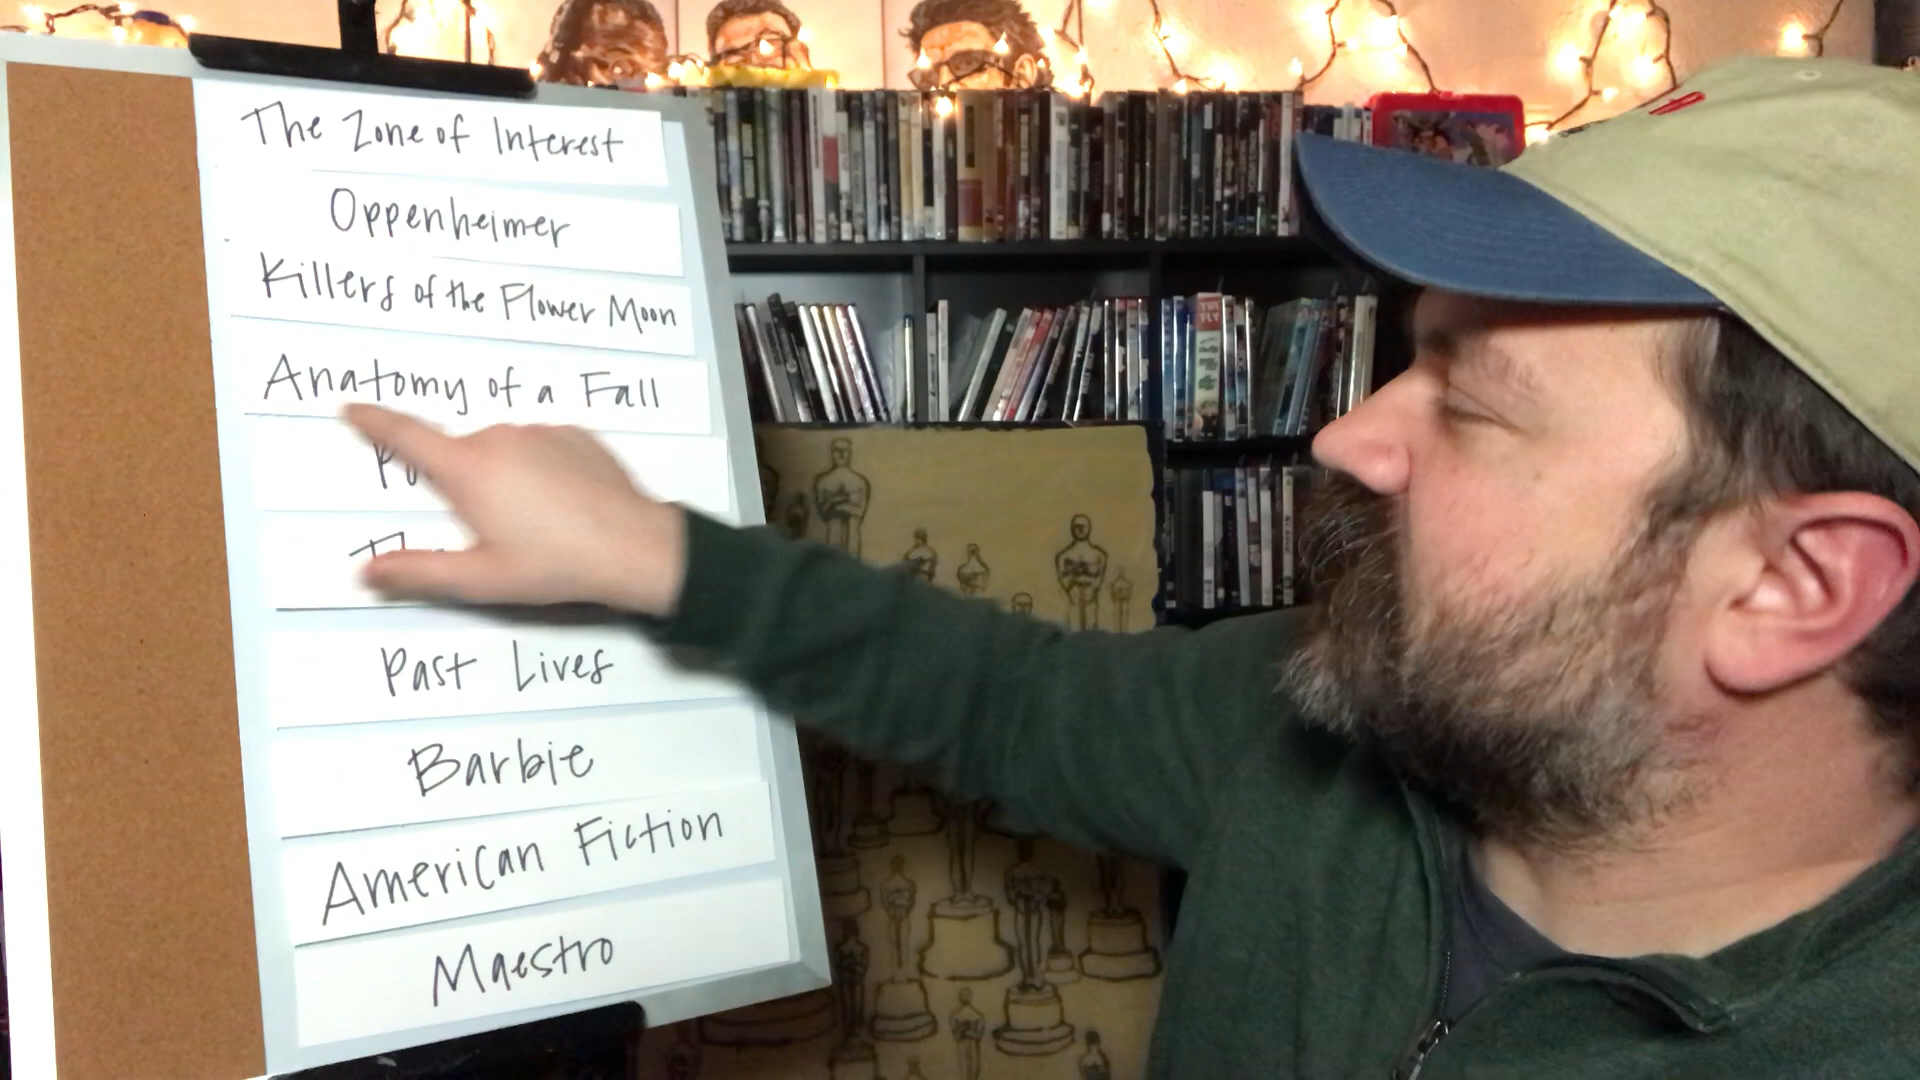 The Zone of Interest
Oppenheimer
Killers of the Flower Moon
Anatomy of a Fall
Past Lives
Barbie
American Fiction
Maestro